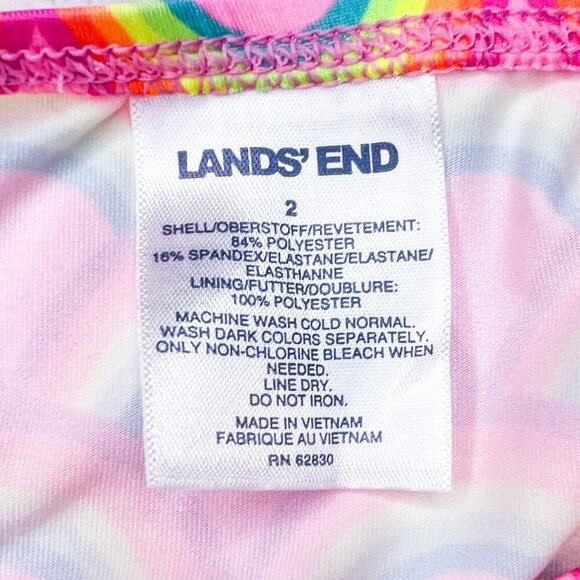 LANDS' END
2
SHELL/OBERSTOFF/REVETEMENT:
84% POLYESTER
16% SPANDEX/ELASTANE/ELASTANE/
ELASTHANNE
LINING/FUTTER/DOUBLURE:
100% POLYESTER
MACHINE WASH COLD NORMAL.
WASH DARK COLORS SEPARATELY.
ONLY NON-CHLORINE BLEACH WHEN
NEEDED.
LINE DRY.
DO NOT IRON.
MADE IN VIETNAM
FABRIQUE AU VIETNAM
RN 62830